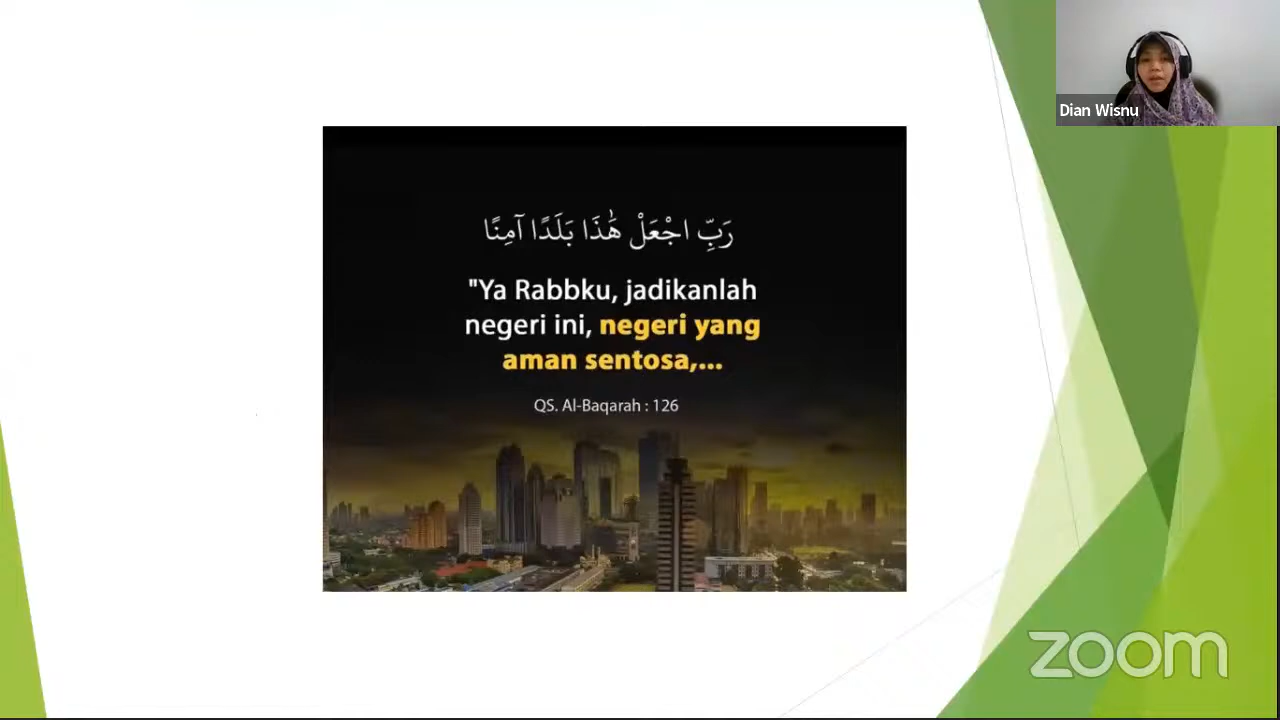 Dian Wisnu
رَبِّ اجْعَلْ هَٰذَا بَلَدًا آمِنًا
"Ya Rabbku, jadikanlah
negeri ini, negeri yang
aman sentosa,...
QS. Al-Baqarah : 126
zoom